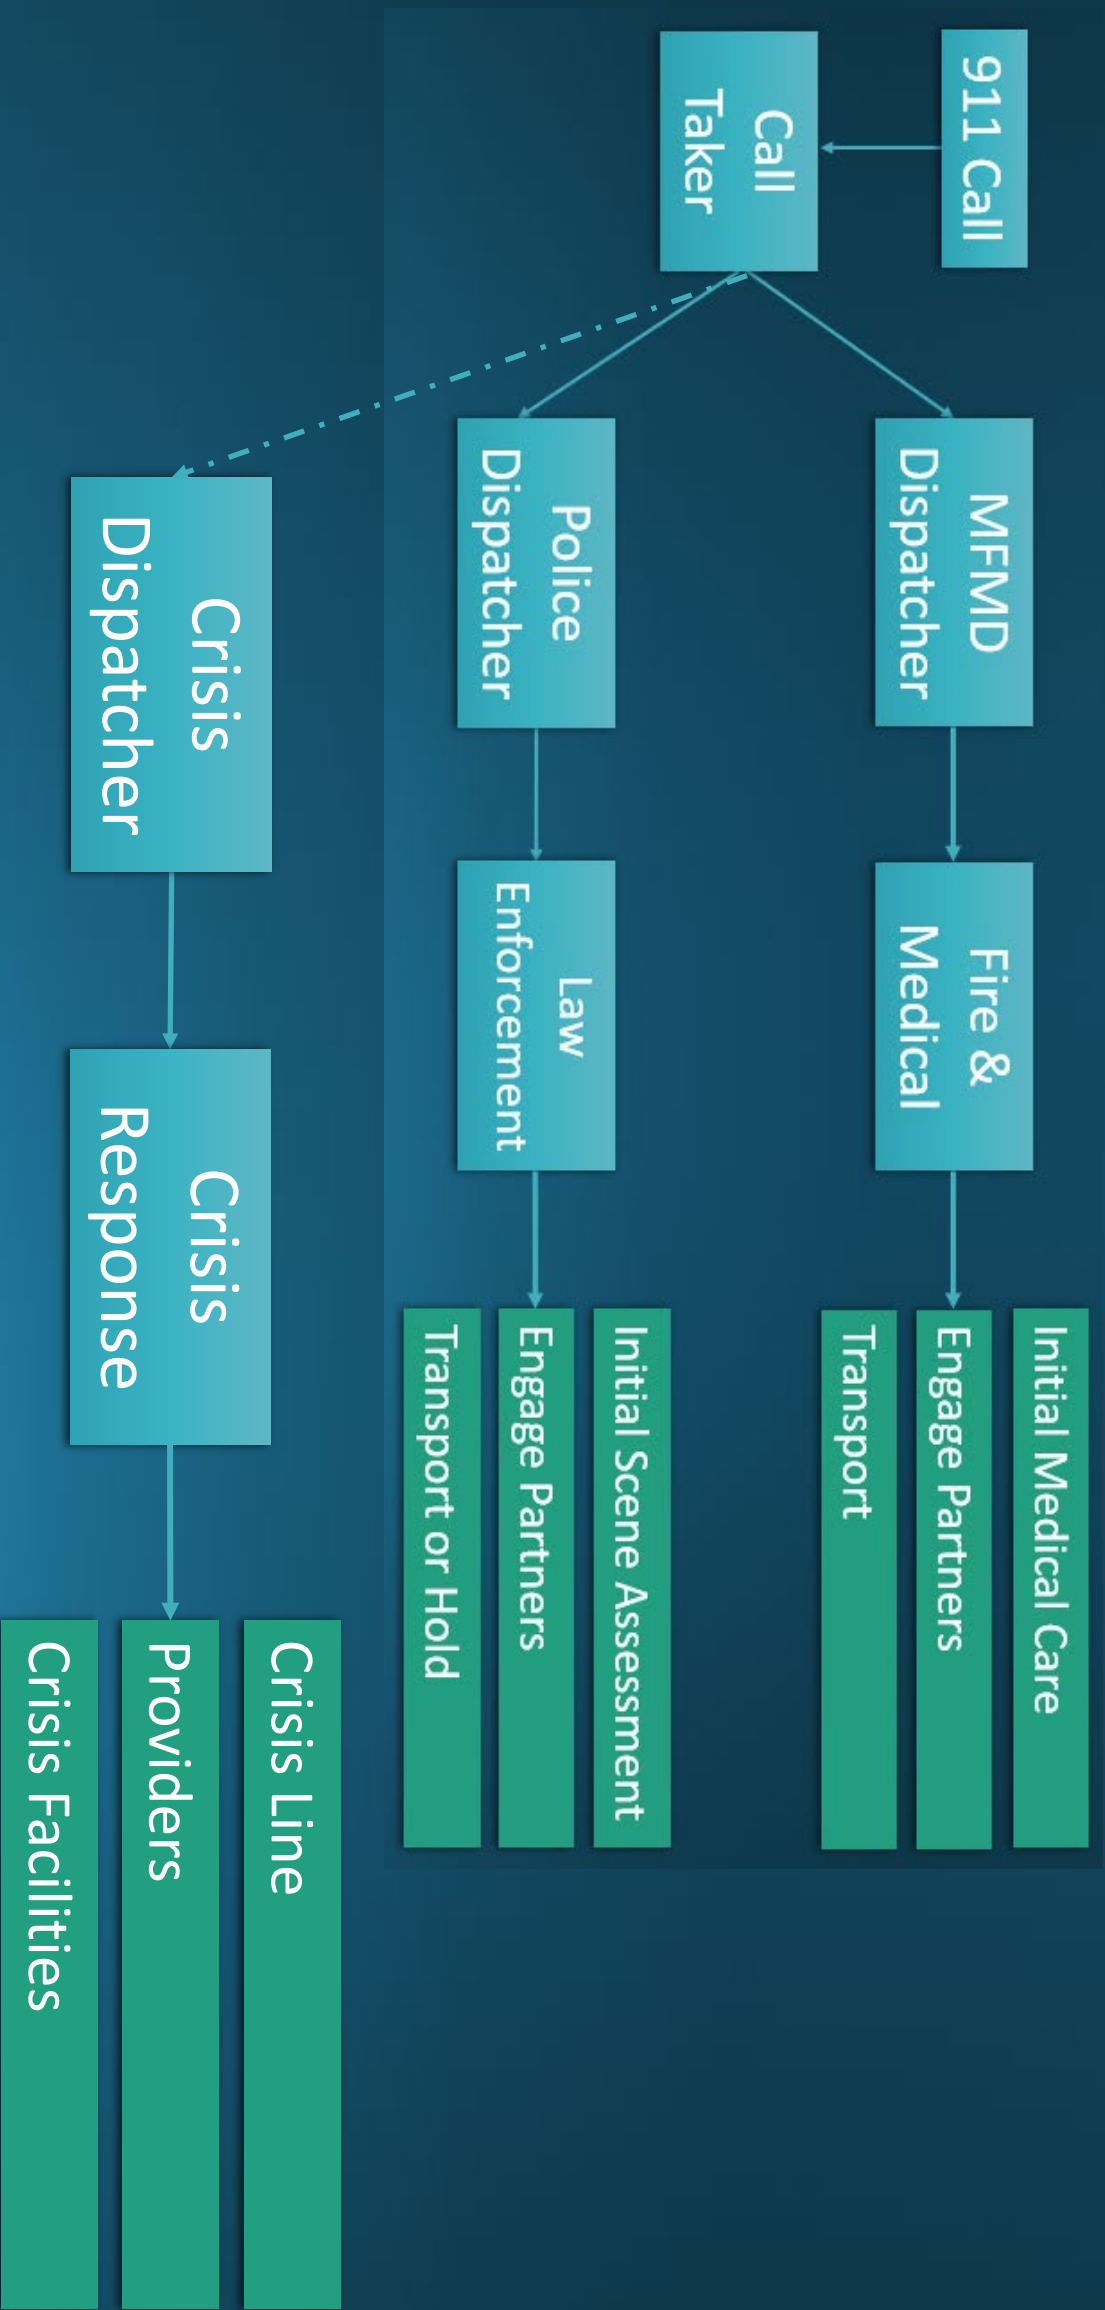 911 Call
Call
Taker
MFMD
Dispatcher
Fire &
Medical
Initial Medical Care
Engage Partners
Transport
Police
Dispatcher
Law
Enforcement
Initial Scene Assessment
Engage Partners
Transport or Hold
Crisis
Dispatcher
Crisis
Response
Crisis Line
Providers
Crisis Facilities